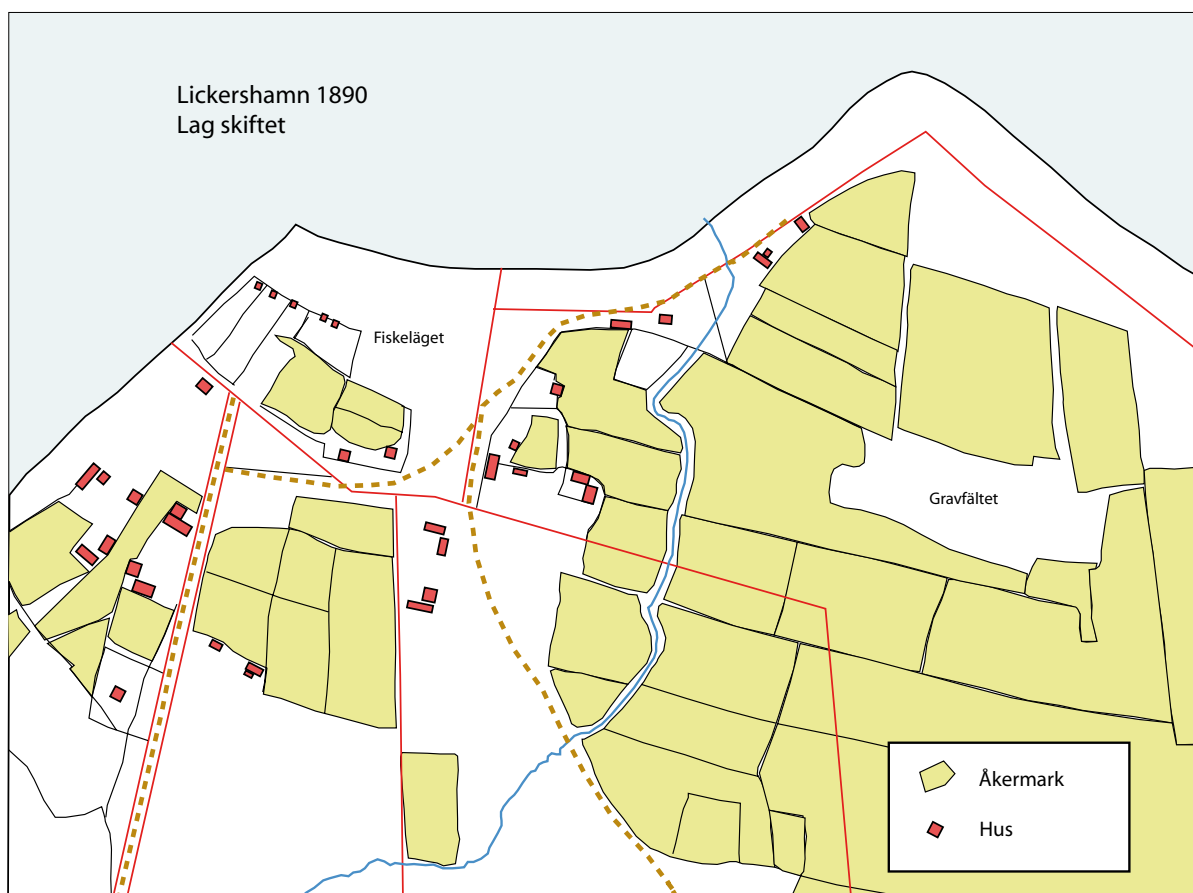 Lickershamn 1890
Lag skiftet
Fiskeläget
Gravfältet
Åkermark
Hus